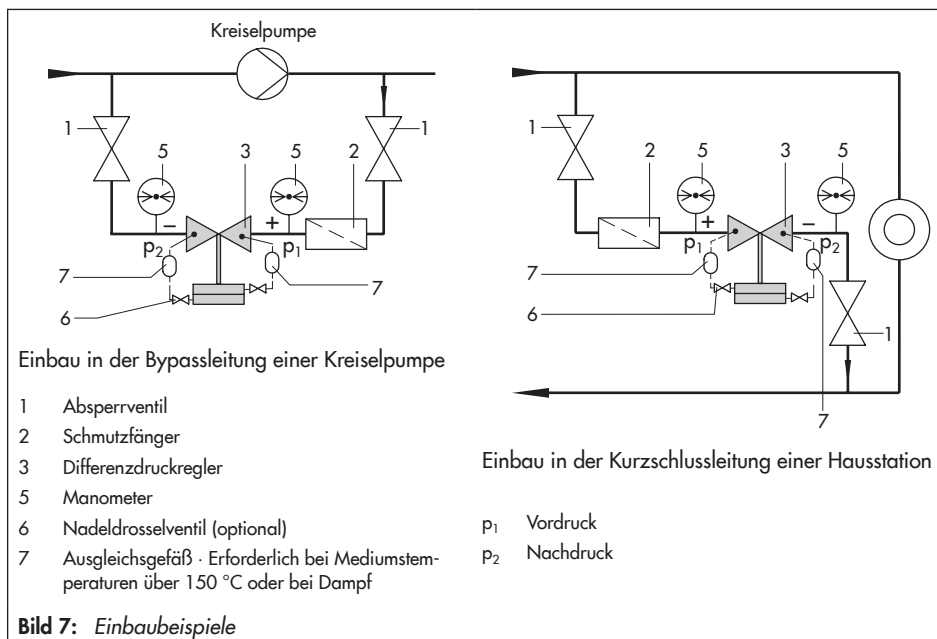 Kreiselpumpe
1
5
3
5
2
1
− +
p2 p1
7
7
6
Einbau in der Bypassleitung einer Kreiselpumpe
1 Absperrventil
2 Schmutzfänger
3 Differenzdruckregler
5 Manometer
6 Nadeldrosselventil (optional)
7 Ausgleichsgefäß · Erforderlich bei Mediumstem-
peraturen über 150 °C oder bei Dampf
1
2
5
3
5
+ −
p1 p2
7
6
1
7
Einbau in der Kurzschlussleitung einer Hausstation
p1 Vordruck
p2 Nachdruck
Bild 7: Einbaubeispiele